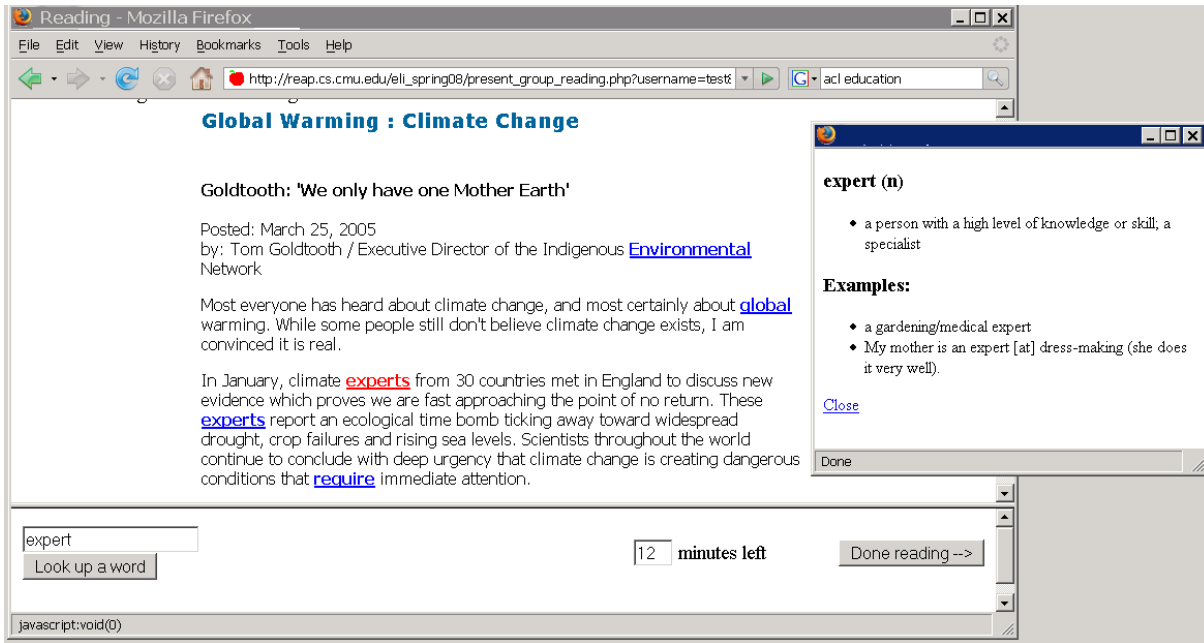 Reading - Mozilla Firefox
File Edit View History Bookmarks Tools Help
http://reap.cs.cmu.edu/eli_spring08/present_group_reading.php?username=test
G
acl education
Global Warming : Climate Change
Goldtooth: 'We only have one Mother Earth'
Posted: March 25, 2005
by: Tom Goldtooth / Executive Director of the Indigenous Environmental
Network
Most everyone has heard about climate change, and most certainly about global
warming. While some people still don't believe climate change exists, I am
convinced it is real.
In January, climate experts from 30 countries met in England to discuss new
evidence which proves we are fast approaching the point of no return. These
experts report an ecological time bomb ticking away toward widespread
drought, crop failures and rising sea levels. Scientists throughout the world
continue to conclude with deep urgency that climate change is creating dangerous
conditions that require immediate attention.
expert (n)
• a person with a high level of knowledge or skill; a
specialist
Examples:
• a gardening/medical expert
• My mother is an expert [at] dress-making (she does
it very well).
Close
Done
expert
Look up a word
12 minutes left
Done reading -->
javascript:void(0)